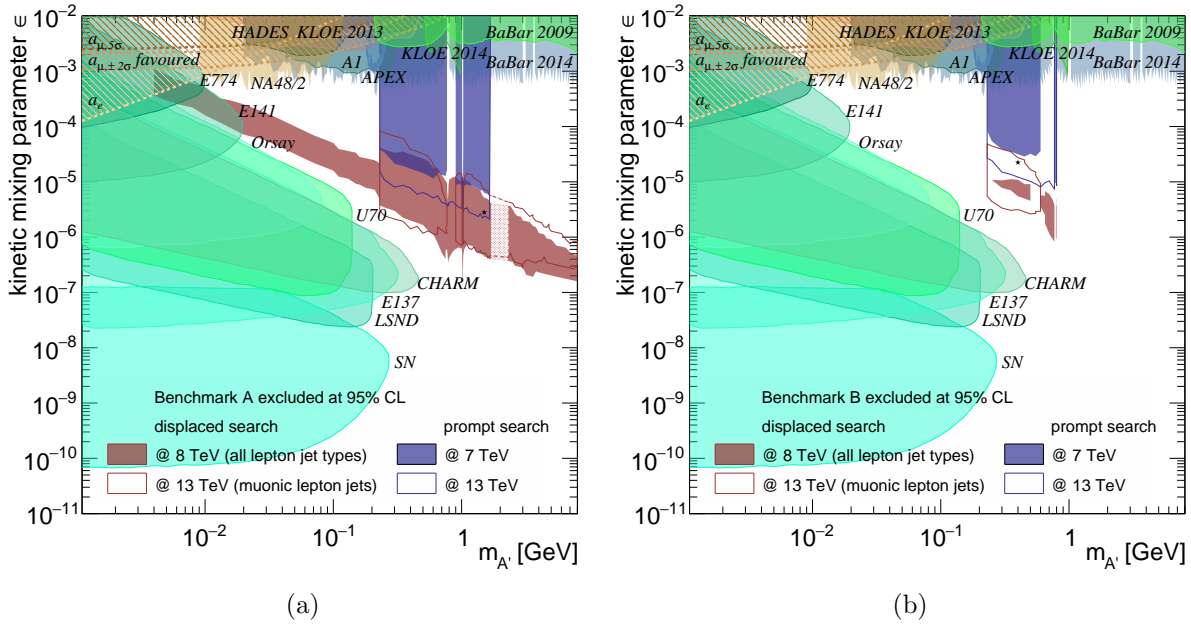 kinetic mixing parameter ϵ
10⁻²
10⁻³
10⁻⁴
10⁻⁵
10⁻⁶
10⁻⁷
10⁻⁸
10⁻⁹
10⁻¹⁰
10⁻¹¹
HADES KLOE 2013 BaBar 2009
a_μ,5σ
KLOE 2014
a_μ,±2σ favoured A1 BaBar 2014
E774 NA48/2 APEX
a_e
E141
Orsay
U70
CHARM
E137
LSND
SN
Benchmark A excluded at 95% CL
displaced search prompt search
@ 8 TeV (all lepton jet types) @ 7 TeV
@ 13 TeV (muonic lepton jets) @ 13 TeV
10⁻² 10⁻¹ 1
m_A' [GeV]
(a)
kinetic mixing parameter ϵ
10⁻²
10⁻³
10⁻⁴
10⁻⁵
10⁻⁶
10⁻⁷
10⁻⁸
10⁻⁹
10⁻¹⁰
10⁻¹¹
HADES KLOE 2013 BaBar 2009
a_μ,5σ
KLOE 2014
a_μ,±2σ favoured A1 BaBar 2014
E774 NA48/2 APEX
a_e
E141
Orsay
U70
CHARM
E137
LSND
SN
Benchmark B excluded at 95% CL
displaced search prompt search
@ 8 TeV (all lepton jet types) @ 7 TeV
@ 13 TeV (muonic lepton jets) @ 13 TeV
10⁻² 10⁻¹ 1
m_A' [GeV]
(b)